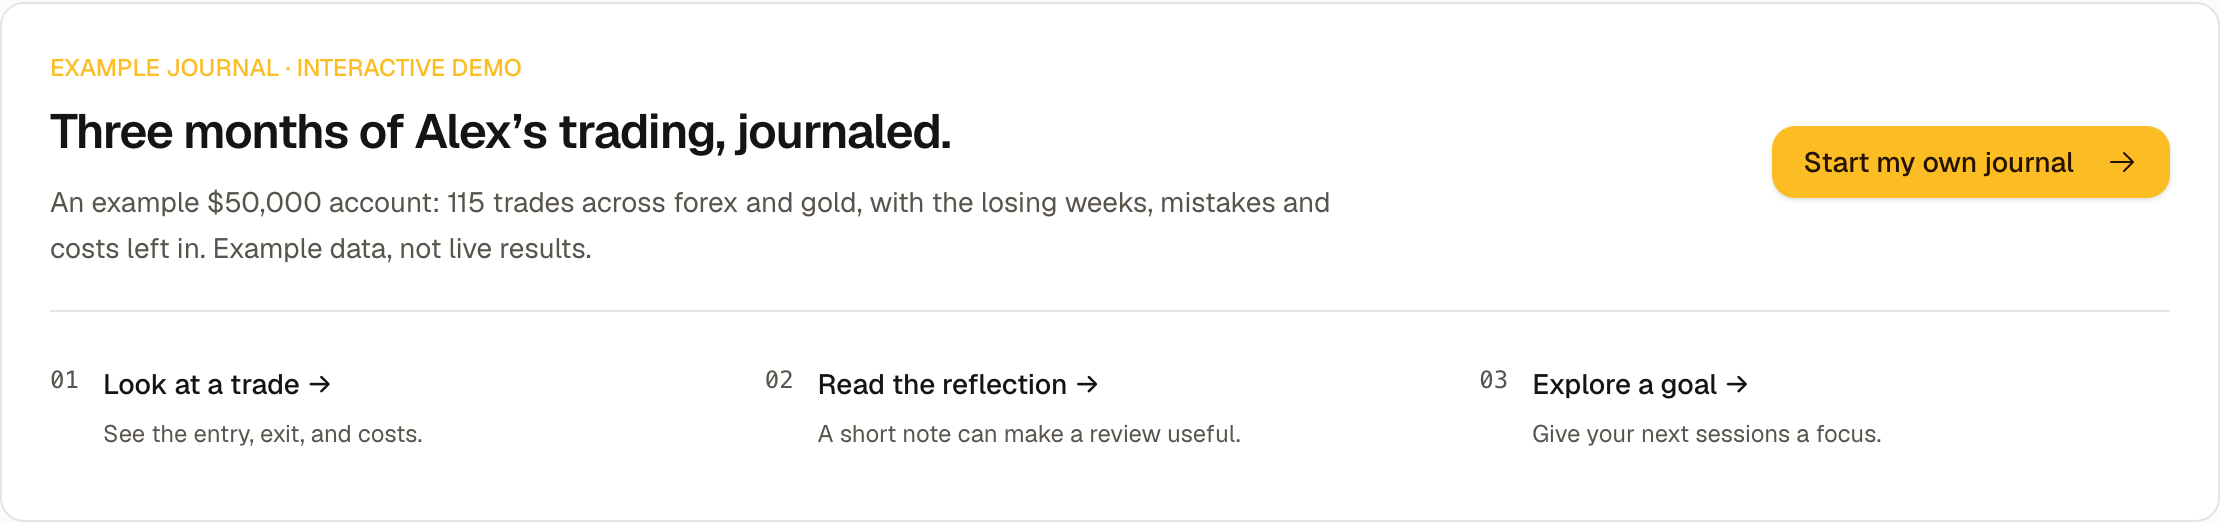 EXAMPLE JOURNAL · INTERACTIVE DEMO
Three months of Alex’s trading, journaled.
An example $50,000 account: 115 trades across forex and gold, with the losing weeks, mistakes and
costs left in. Example data, not live results.
Start my own journal →
01 Look at a trade →
See the entry, exit, and costs.
02 Read the reflection →
A short note can make a review useful.
03 Explore a goal →
Give your next sessions a focus.